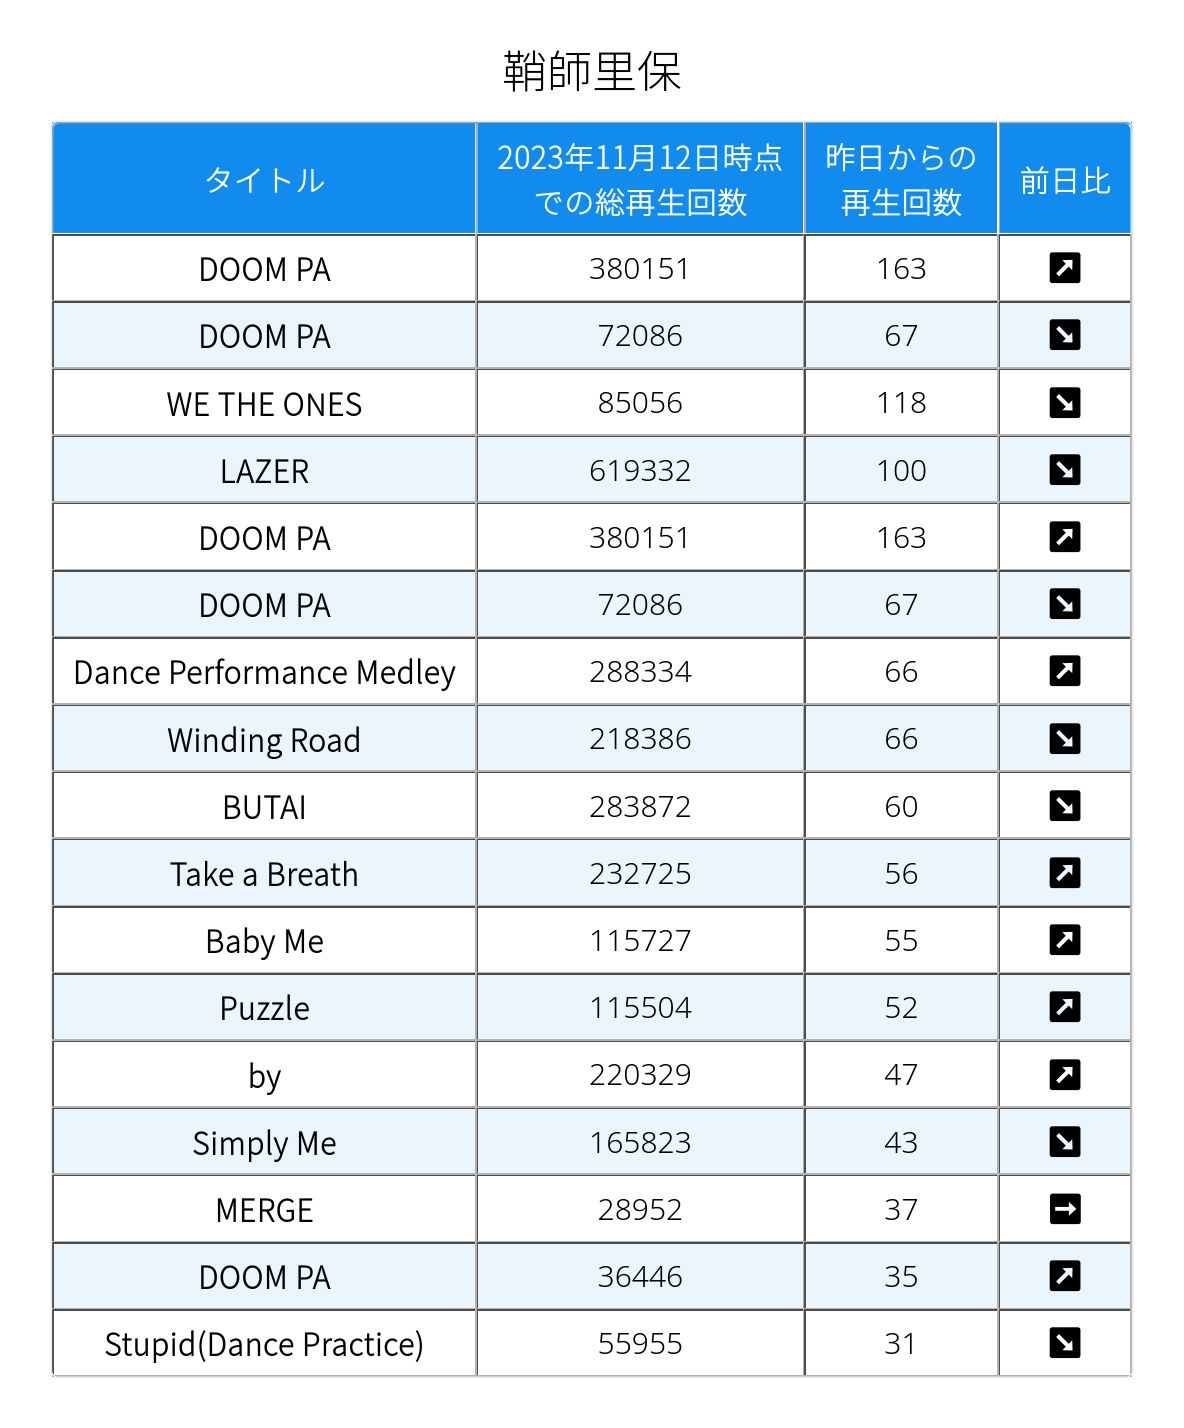 鞘師里保
タイトル 2023年11月12日時点での総再生回数 昨日からの再生回数 前日比
DOOM PA 380151 163 ↗
DOOM PA 72086 67 ↘
WE THE ONES 85056 118 ↘
LAZER 619332 100 ↘
DOOM PA 380151 163 ↗
DOOM PA 72086 67 ↘
Dance Performance Medley 288334 66 ↗
Winding Road 218386 66 ↘
BUTAI 283872 60 ↘
Take a Breath 232725 56 ↗
Baby Me 115727 55 ↗
Puzzle 115504 52 ↗
by 220329 47 ↗
Simply Me 165823 43 ↘
MERGE 28952 37 →
DOOM PA 36446 35 ↗
Stupid(Dance Practice) 55955 31 ↘